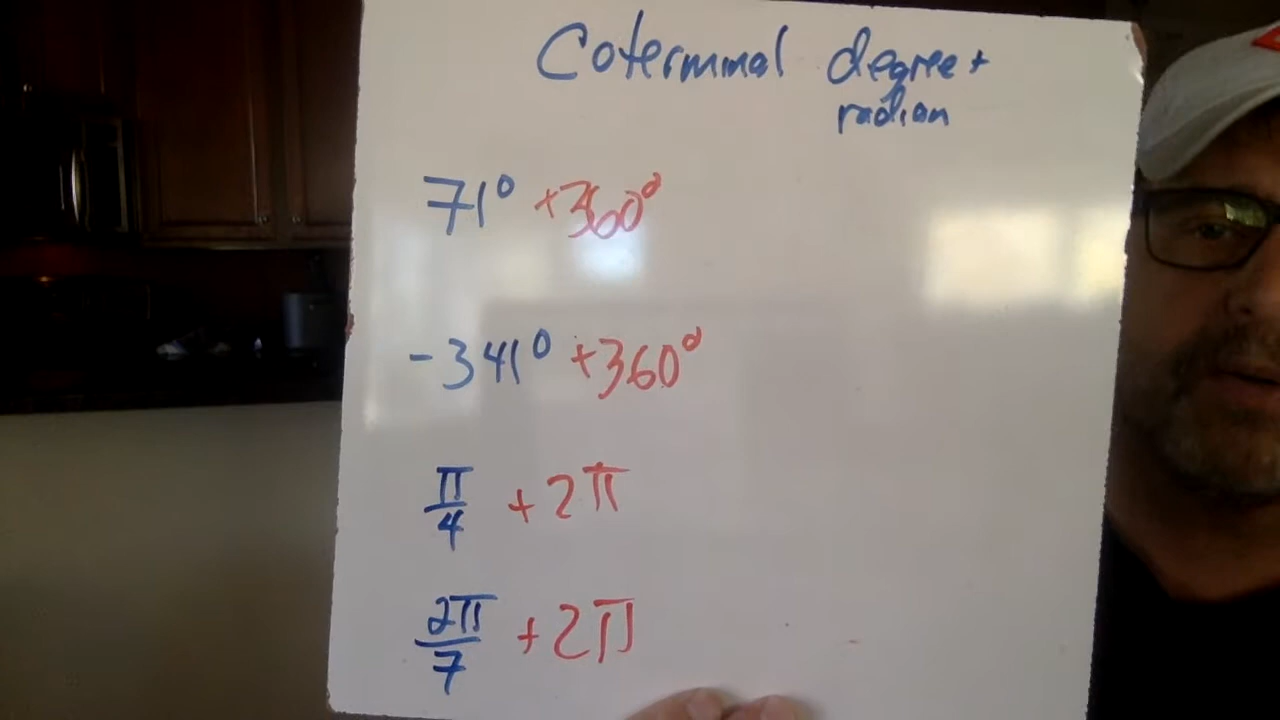 Coterminal degree +
radian
71° +360°
-341° +360°
π/4 + 2π
2π/7 + 2π